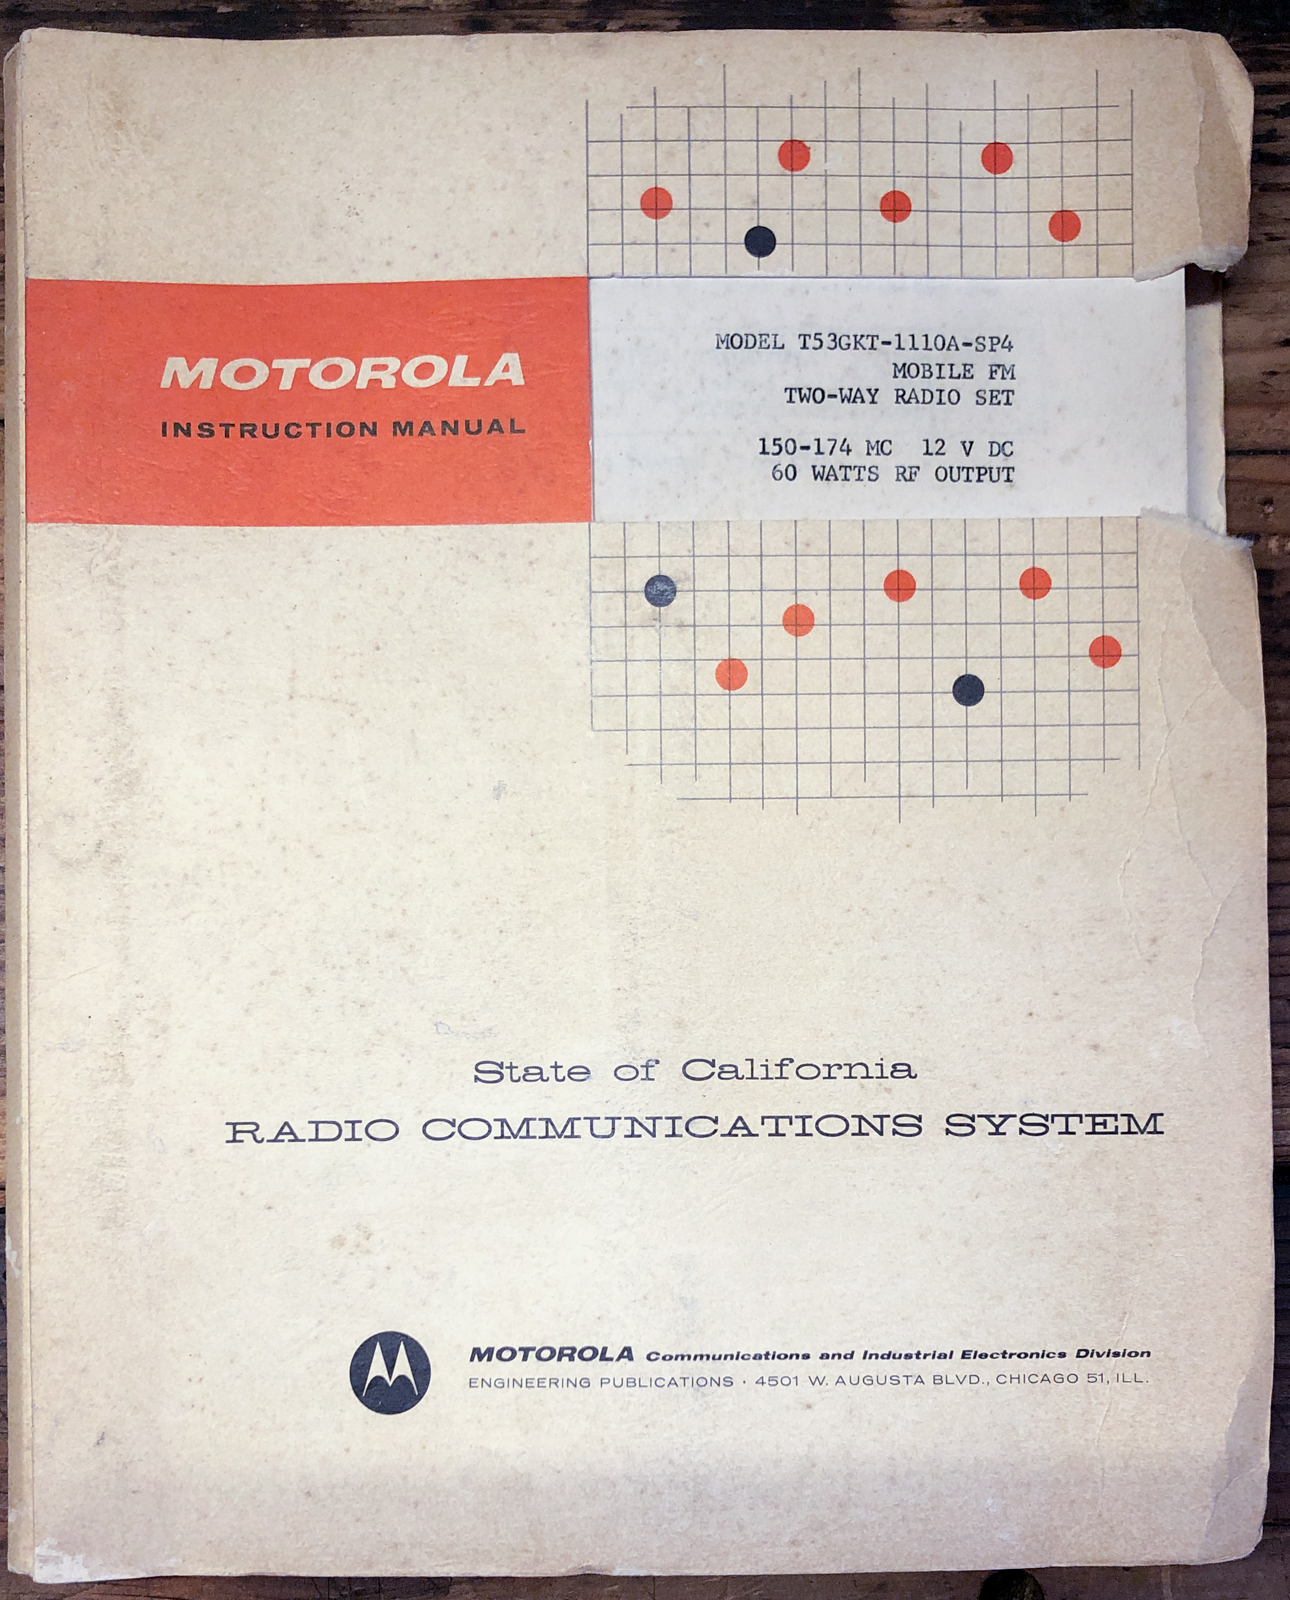 MOTOROLA
INSTRUCTION MANUAL
MODEL T53GKT-1110A-SP4
MOBILE FM
TWO-WAY RADIO SET
150-174 MC 12 V DC
60 WATTS RF OUTPUT
State of California
RADIO COMMUNICATIONS SYSTEM
MOTOROLA Communications and Industrial Electronics Division
ENGINEERING PUBLICATIONS · 4501 W. AUGUSTA BLVD., CHICAGO 51, ILL.